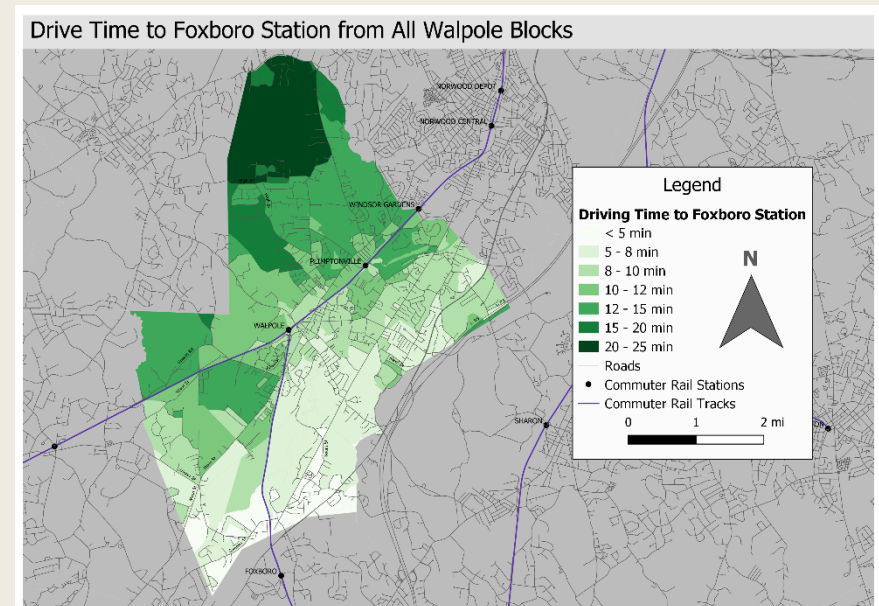 Drive Time to Foxboro Station from All Walpole Blocks
NORWOOD DEPOT
NORWOOD CENTRAL
WINDSOR GARDENS
PLIMPTONVILLE
WALPOLE
SHARON
FOXBORO
Legend
Driving Time to Foxboro Station
< 5 min
5 - 8 min
8 - 10 min
10 - 12 min
12 - 15 min
15 - 20 min
20 - 25 min
Roads
Commuter Rail Stations
Commuter Rail Tracks
N
0 1 2 mi
ON